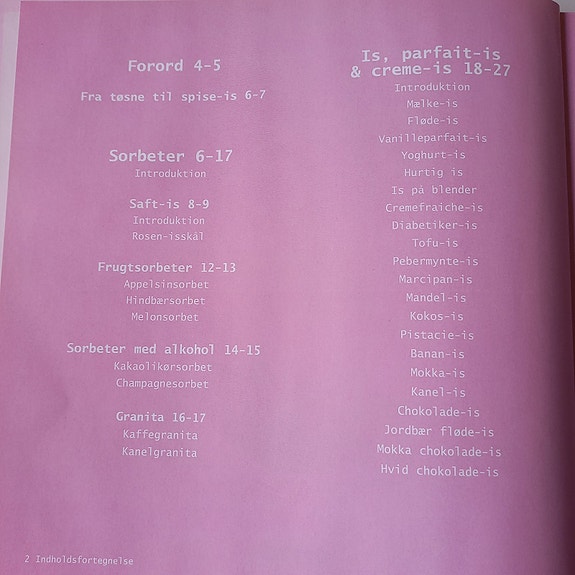 Forord 4-5
Fra tøsne til spise-is 6-7
Sorbeter 6-17
Introduktion
Saft-is 8-9
Introduktion
Rosen-isskål
Frugtsorbeter 12-13
Appelsinsorbet
Hindbærsorbet
Melonsorbet
Sorbeter med alkohol 14-15
Kakaolikørsorbet
Champagnesorbet
Granita 16-17
Kaffegranita
Kanelgranita
Is, parfait-is
& creme-is 18-27
Introduktion
Mælke-is
Fløde-is
Vanilleparfait-is
Yoghurt-is
Hurtig is
Is på blender
Cremefraiche-is
Diabetiker-is
Tofu-is
Pebermynte-is
Marcipan-is
Mandel-is
Kokos-is
Pistacie-is
Banan-is
Mokka-is
Kanel-is
Chokolade-is
Jordbær fløde-is
Mokka chokolade-is
Hvid chokolade-is
2 Indholdsfortegnelse